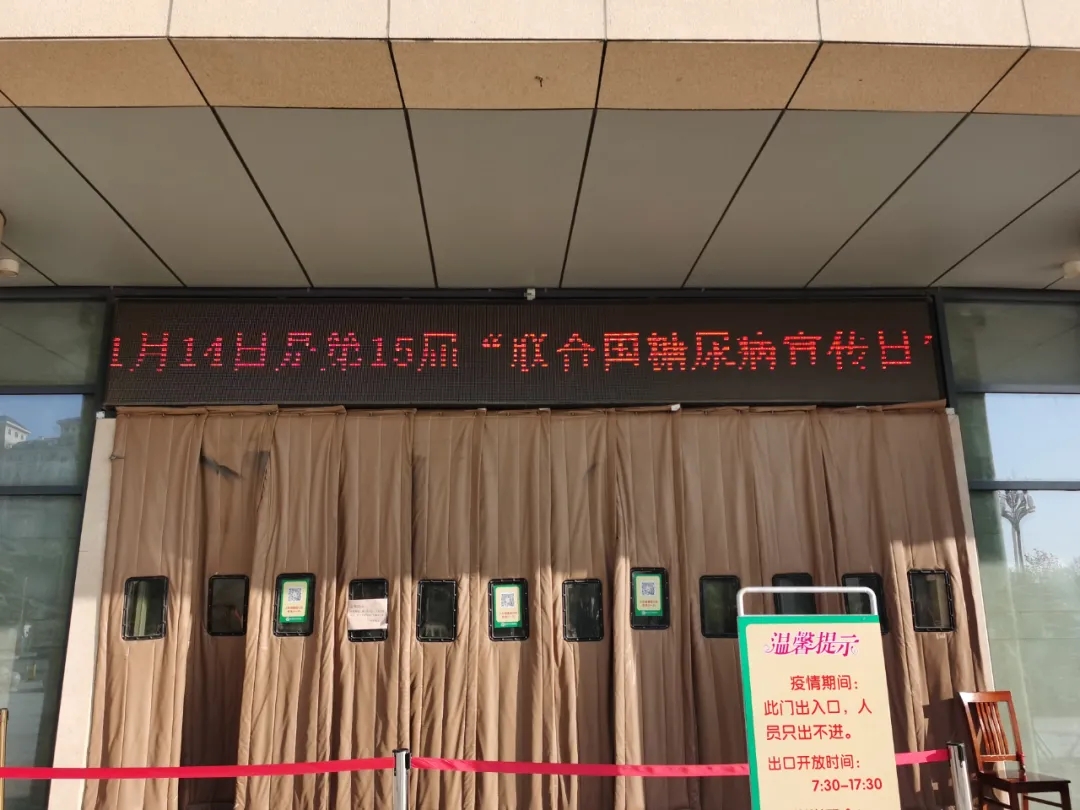 1月14日是第15届“联合国糖尿病宣传日”
温馨提示
疫情期间：
此门出入口，人
员只出不进。
出口开放时间：
7:30-17:30